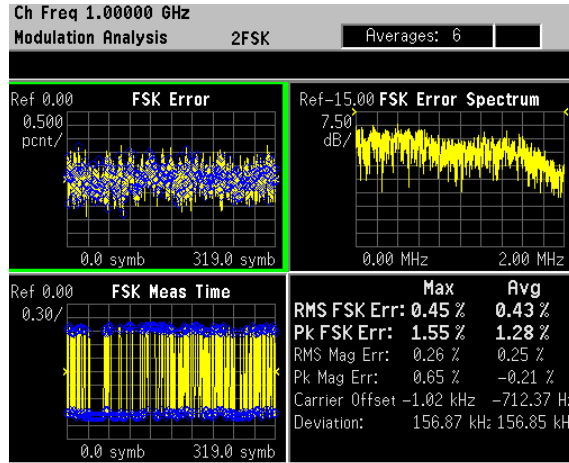 Ch Freq 1.00000 GHz
Modulation Analysis 2FSK Averages: 6
Ref 0.00 FSK Error
0.500
pcnt/
0.0 symb 319.0 symb
Ref-15.00 FSK Error Spectrum
7.50
dB/
0.00 MHz 2.00 MHz
Ref 0.00 FSK Meas Time
0.30/
0.0 symb 319.0 symb
Max Avg
RMS FSK Err: 0.45 % 0.43 %
Pk FSK Err: 1.55 % 1.28 %
RMS Mag Err: 0.26 % 0.25 %
Pk Mag Err: 0.65 % -0.21 %
Carrier Offset -1.02 kHz -712.37 Hz
Deviation: 156.87 kHz 156.85 kH